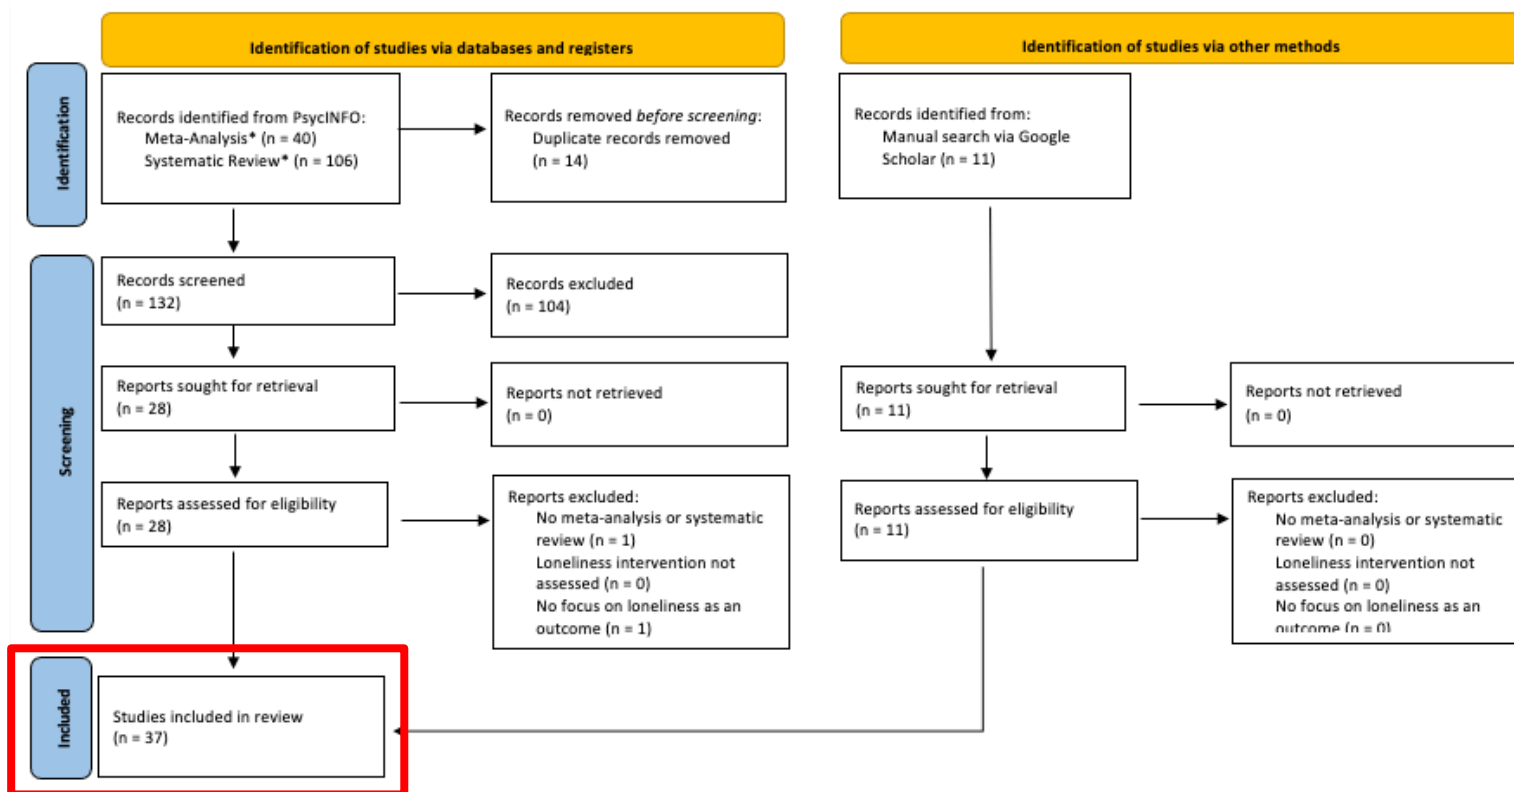 Identification of studies via databases and registers
Identification of studies via other methods
Identification
Records identified from PsycINFO:
Meta-Analysis* (n = 40)
Systematic Review* (n = 106)
Records removed before screening:
Duplicate records removed
(n = 14)
Records identified from:
Manual search via Google
Scholar (n = 11)
Screening
Records screened
(n = 132)
Records excluded
(n = 104)
Reports sought for retrieval
(n = 28)
Reports not retrieved
(n = 0)
Reports sought for retrieval
(n = 11)
Reports not retrieved
(n = 0)
Reports assessed for eligibility
(n = 28)
Reports excluded:
No meta-analysis or systematic
review (n = 1)
Loneliness intervention not
assessed (n = 0)
No focus on loneliness as an
outcome (n = 1)
Reports assessed for eligibility
(n = 11)
Reports excluded:
No meta-analysis or systematic
review (n = 0)
Loneliness intervention not
assessed (n = 0)
No focus on loneliness as an
outcome (n = 0)
Included
Studies included in review
(n = 37)